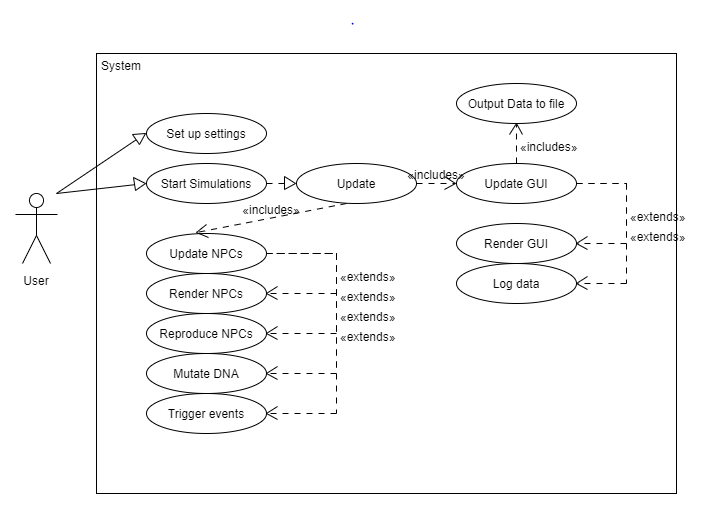 System
Output Data to file
Set up settings
«includes»
Start Simulations
Update
«includes»
Update GUI
«includes»
«extends»
«extends»
Update NPCs
Render GUI
User
«extends»
Render NPCs
Log data
«extends»
«extends»
Reproduce NPCs
«extends»
Mutate DNA
Trigger events